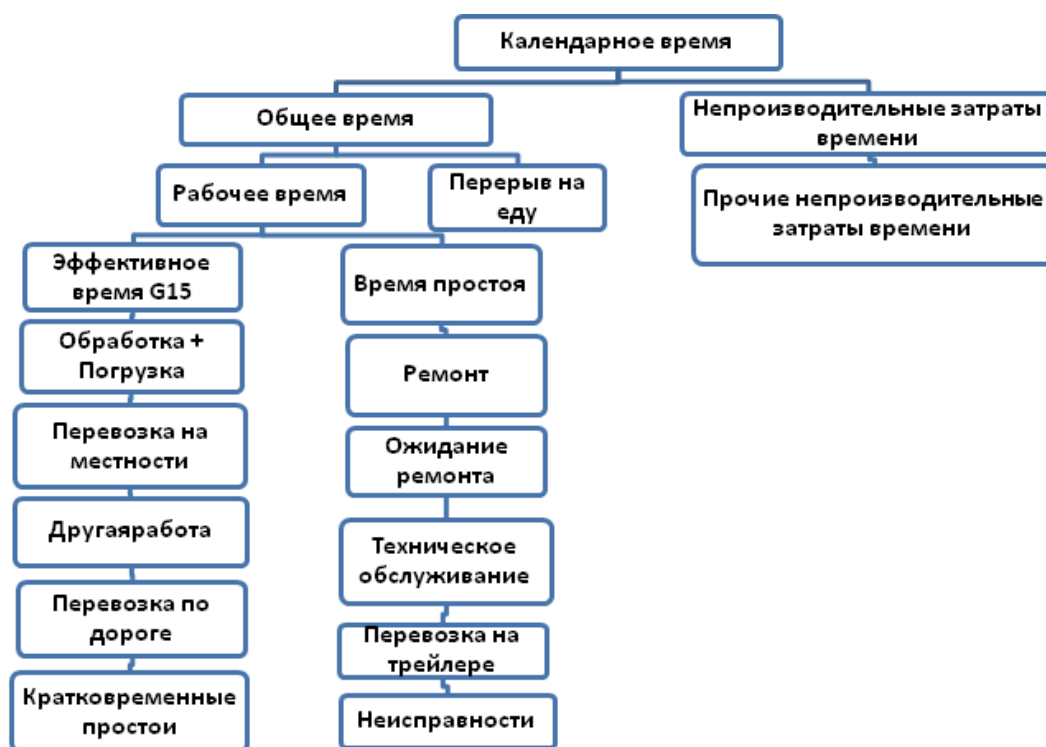 Календарное время
Общее время
Непроизводительные затраты
времени
Рабочее время
Перерыв на
еду
Прочие непроизводительные
затраты времени
Эффективное
время G15
Время простоя
Обработка +
Погрузка
Ремонт
Перевозка на
местности
Ожидание
ремонта
Другаяработа
Техническое
обслуживание
Перевозка по
дороге
Перевозка на
трейлере
Кратковременные
простои
Неисправности